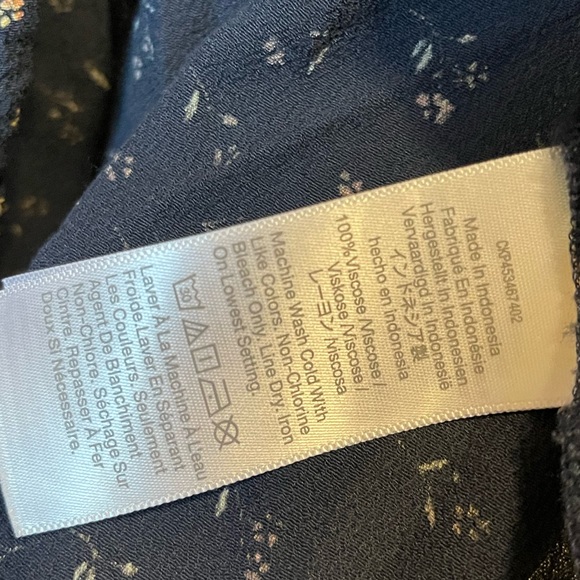 CKP453467402
Made In Indonesia
Fabriqué En Indonésie
Hergestellt In Indonesien
Vervaardigd In Indonesië
インドネシア製
hecho en Indonesia
100%Viscose /Viscose/
Viskose /Viscose /
レーヨン /viscosa
Machine Wash Cold With
Like Colors. Non-Chlorine
Bleach Only. Line Dry. Iron
On Lowest Setting.
30
Laver À La Machine À L'eau
Froide. Laver En Séparant
Les Couleurs. Seulement
Agent De Blanchiment
Non-Chlore. Séchage Sur
Cintre. Repasser À Fer
Doux Si Nécessaire.